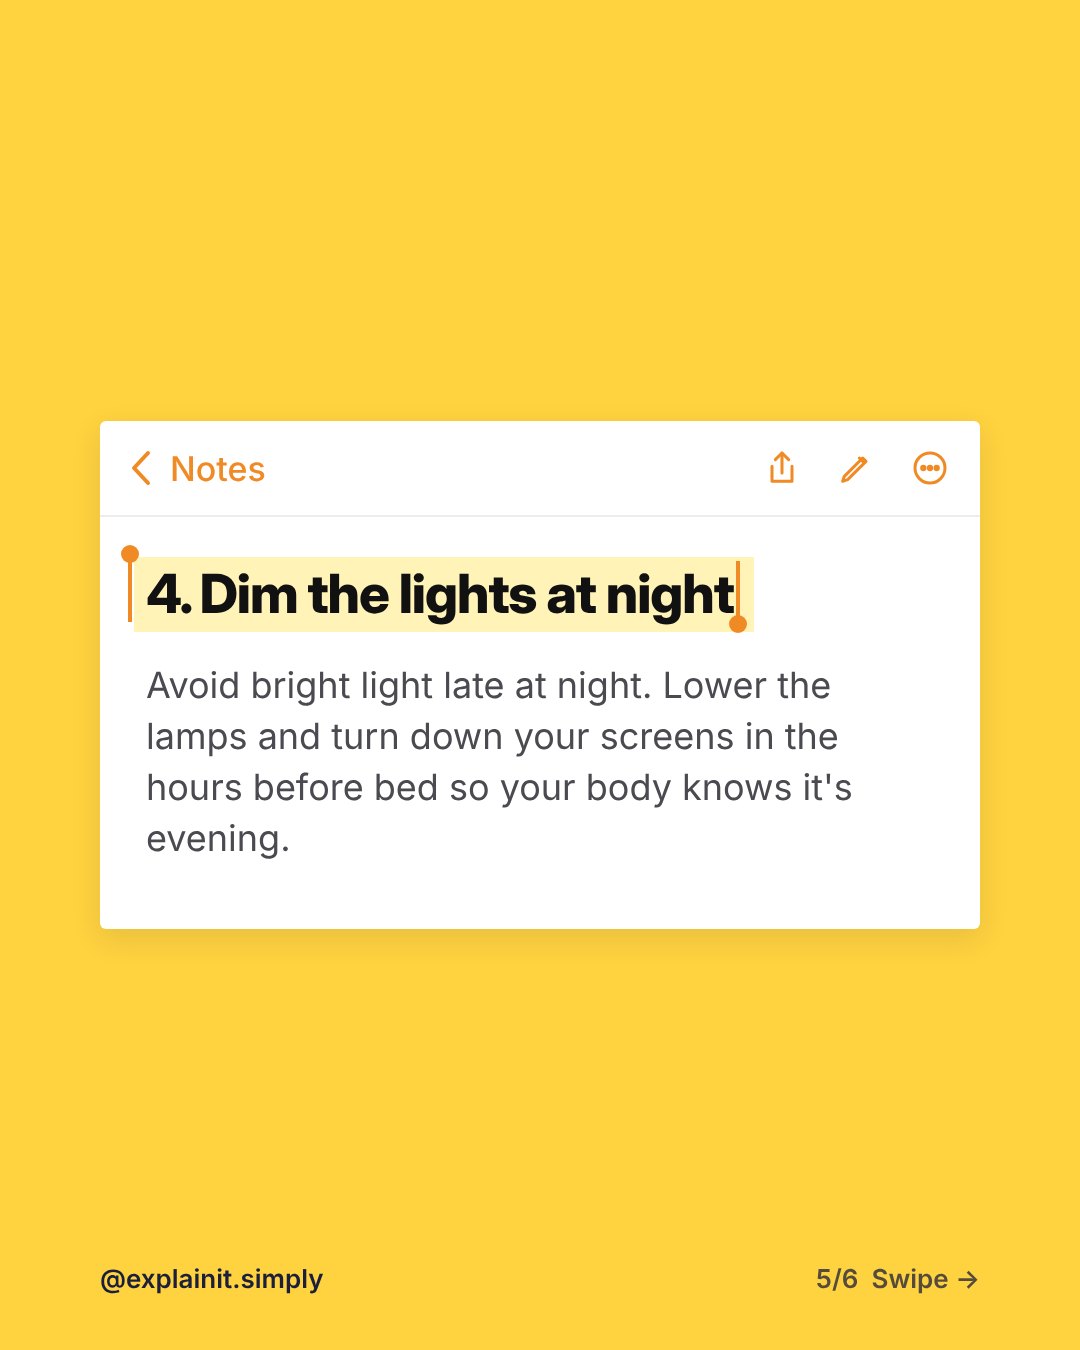 Notes
4. Dim the lights at night
Avoid bright light late at night. Lower the
lamps and turn down your screens in the
hours before bed so your body knows it's
evening.
@explainit.simply
5/6 Swipe →